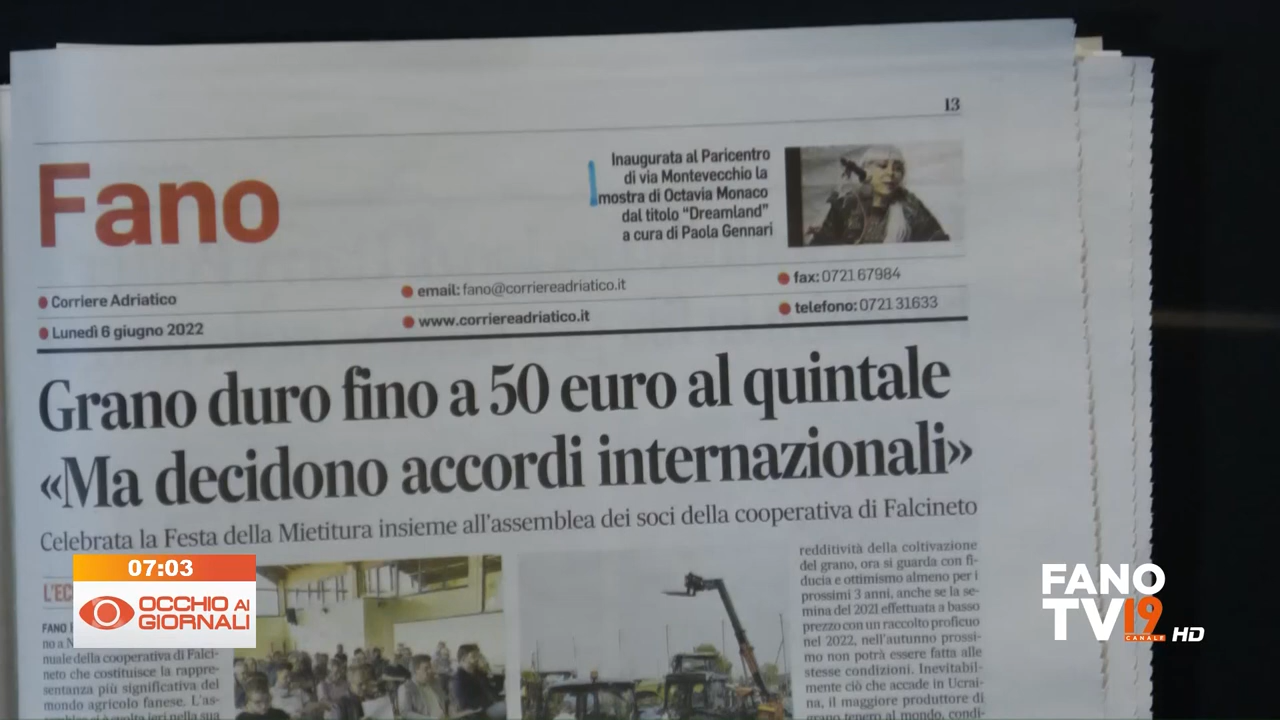 13
Fano
Inaugurata al Paricentro
di via Montevecchio la
mostra di Octavia Monaco
dal titolo “Dreamland”
a cura di Paola Gennari
Corriere Adriatico
email: fano@corriereadriatico.it
fax: 0721 67984
Lunedì 6 giugno 2022
www.corriereadriatico.it
telefono: 0721 31633
Grano duro fino a 50 euro al quintale
«Ma decidono accordi internazionali»
Celebrata la Festa della Mietitura insieme all’assemblea dei soci della cooperativa di Falcineto
FANO
nuale della cooperativa di Falci-
neto che costituisce la rappre-
sentanza più significativa del
mondo agricolo fanese. L’as-
redditività della coltivazione
del grano, ora si guarda con fi-
ducia e ottimismo almeno per i
prossimi 3 anni, anche se la se-
mina del 2021 effettuata a basso
prezzo con un raccolto proficuo
nel 2022, nell’autunno prossi-
mo non potrà essere fatta alle
stesse condizioni. Inevitabil-
mente ciò che accade in Ucrai-
na, il maggiore produttore di
grano tenero al mondo, condi-
07:03
OCCHIO AI
GIORNALI
FANO
TV19
CANALE HD